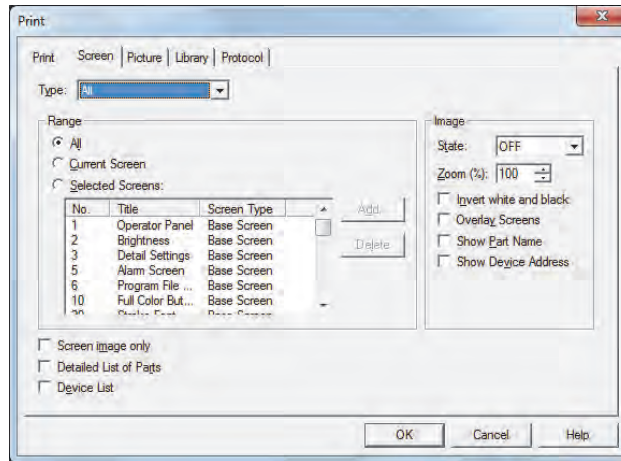 Print
Print Screen Picture Library Protocol
Type: All
Range
All
Current Screen
Selected Screens:
No. Title Screen Type
1 Operator Panel Base Screen
2 Brightness Base Screen
3 Detail Settings Base Screen
5 Alarm Screen Base Screen
6 Program File ... Base Screen
10 Full Color But... Base Screen
Add
Delete
Image
State: OFF
Zoom (%): 100
Invert white and black
Overlay Screens
Show Part Name
Show Device Address
Screen image only
Detailed List of Parts
Device List
OK Cancel Help